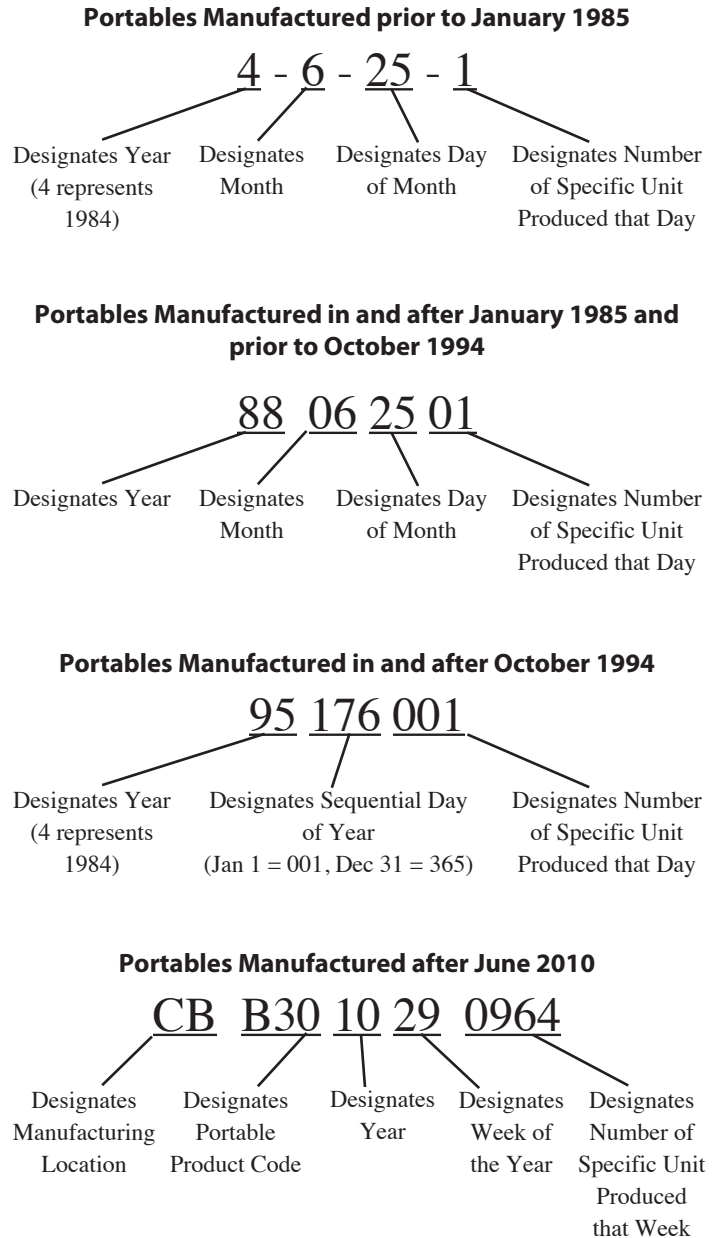 Portables Manufactured prior to January 1985
4 - 6 - 25 - 1
Designates Year
(4 represents
1984)
Designates
Month
Designates Day
of Month
Designates Number
of Specific Unit
Produced that Day
Portables Manufactured in and after January 1985 and
prior to October 1994
88 06 25 01
Designates Year
Designates
Month
Designates Day
of Month
Designates Number
of Specific Unit
Produced that Day
Portables Manufactured in and after October 1994
95 176 001
Designates Year
(4 represents
1984)
Designates Sequential Day
of Year
(Jan 1 = 001, Dec 31 = 365)
Designates Number
of Specific Unit
Produced that Day
Portables Manufactured after June 2010
CB B30 10 29 0964
Designates
Manufacturing
Location
Designates
Portable
Product Code
Designates
Year
Designates
Week of
the Year
Designates
Number of
Specific Unit
Produced
that Week